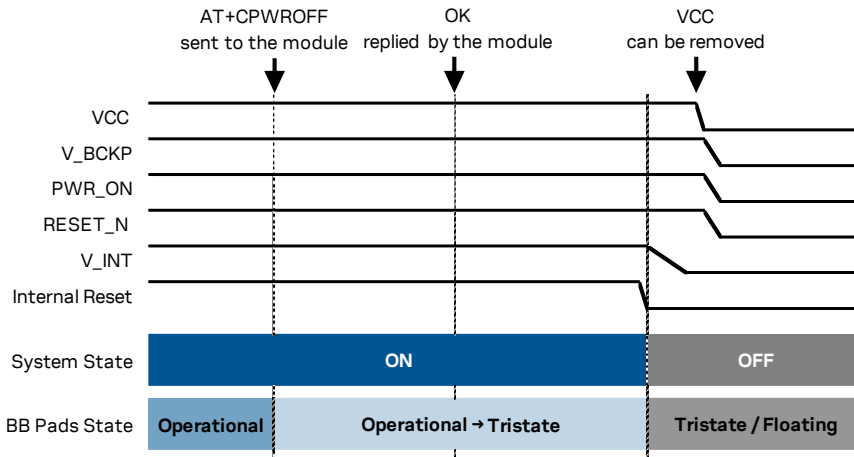 AT+CPWROFF
sent to the module
OK
replied by the module
VCC
can be removed
VCC
V_BCKP
PWR_ON
RESET_N
V_INT
Internal Reset
System State
ON
OFF
BB Pads State
Operational
Operational → Tristate
Tristate / Floating